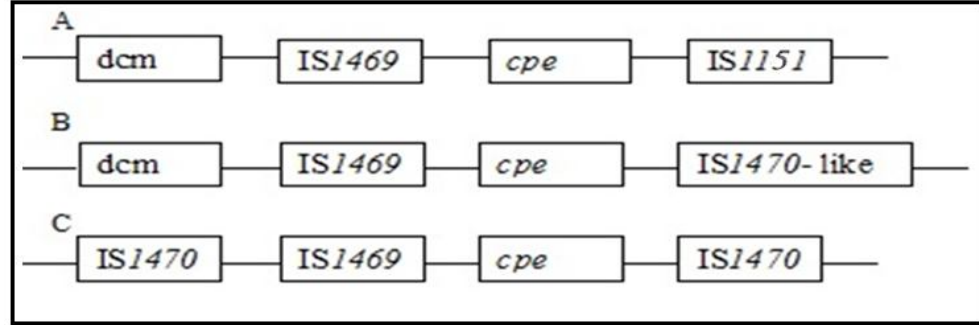 A
dcm IS1469 cpe IS1151
B
dcm IS1469 cpe IS1470- like
C
IS1470 IS1469 cpe IS1470